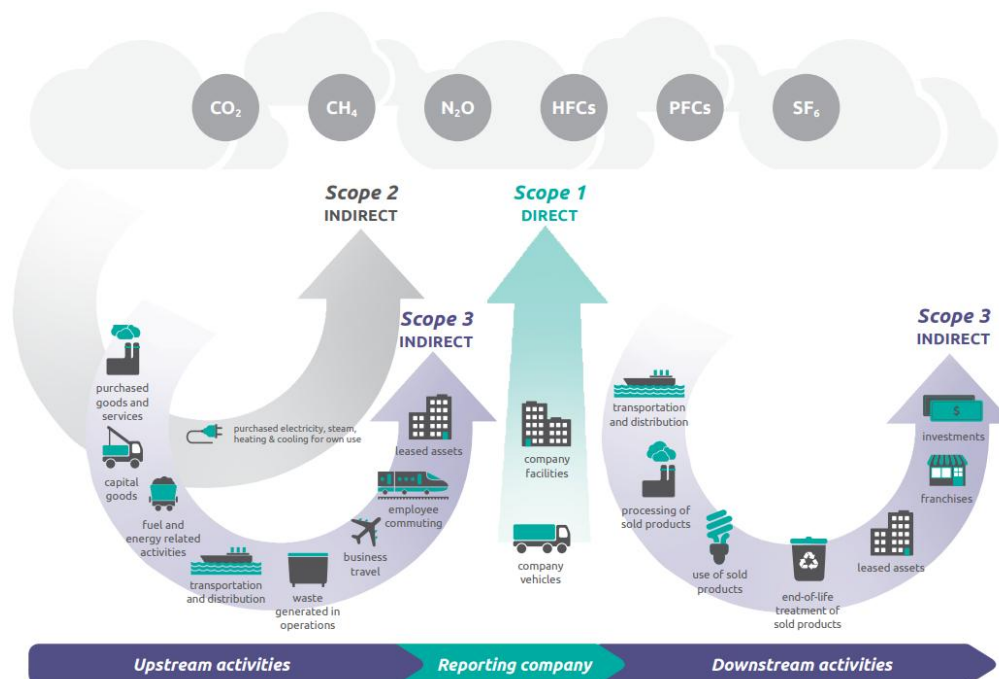 CO₂
CH₄
N₂O
HFCs
PFCs
SF₆
Scope 2
INDIRECT
Scope 1
DIRECT
Scope 3
INDIRECT
Scope 3
INDIRECT
purchased
goods and
services
capital
goods
fuel and
energy related
activities
purchased electricity, steam,
heating & cooling for own use
transportation
and distribution
waste
generated in
operations
business
travel
employee
commuting
leased assets
company
facilities
company
vehicles
transportation
and distribution
processing of
sold products
use of sold
products
end-of-life
treatment of
sold products
leased assets
franchises
$
investments
Upstream activities
Reporting company
Downstream activities